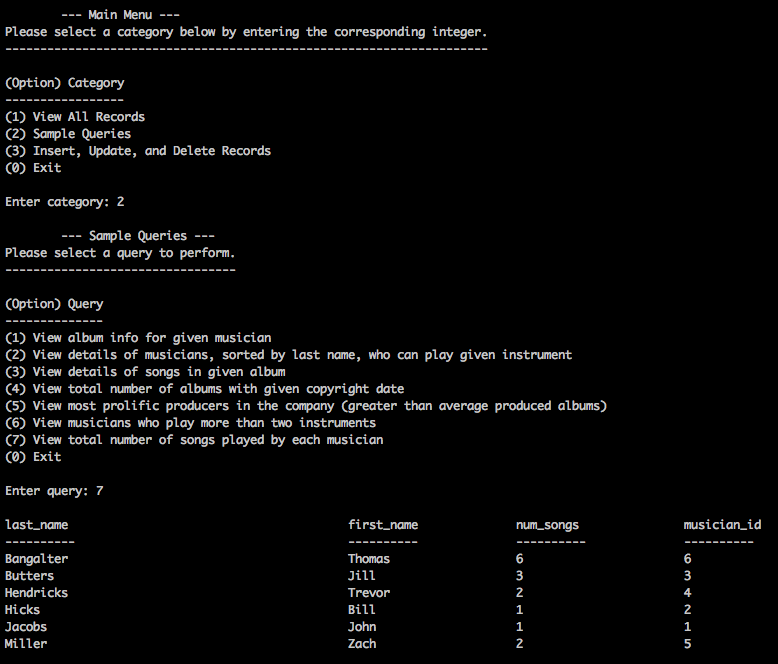 --- Main Menu ---
Please select a category below by entering the corresponding integer.
---------------------------------------------------------------------
(Option) Category
-----------------
(1) View All Records
(2) Sample Queries
(3) Insert, Update, and Delete Records
(0) Exit
Enter category: 2
--- Sample Queries ---
Please select a query to perform.
---------------------------------
(Option) Query
--------------
(1) View album info for given musician
(2) View details of musicians, sorted by last name, who can play given instrument
(3) View details of songs in given album
(4) View total number of albums with given copyright date
(5) View most prolific producers in the company (greater than average produced albums)
(6) View musicians who play more than two instruments
(7) View total number of songs played by each musician
(0) Exit
Enter query: 7
last_name first_name num_songs musician_id
---------- ---------- ---------- ----------
Bangalter Thomas 6 6
Butters Jill 3 3
Hendricks Trevor 2 4
Hicks Bill 1 2
Jacobs John 1 1
Miller Zach 2 5